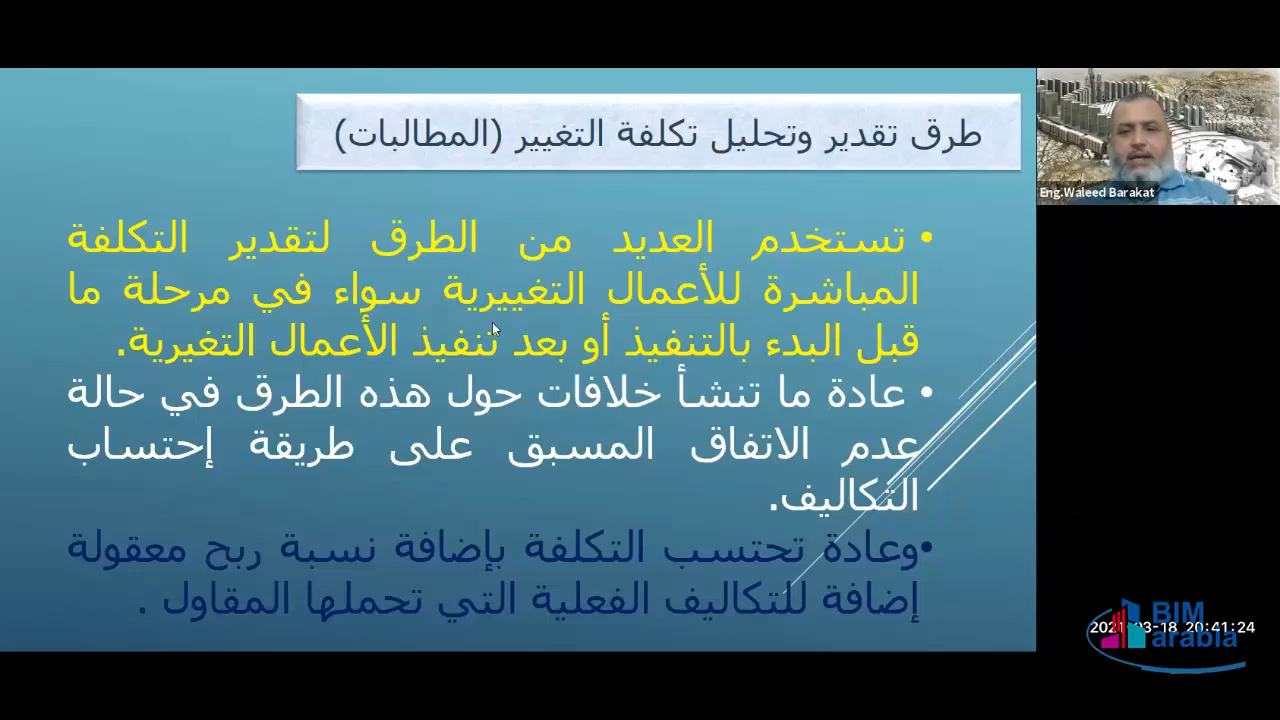 طرق تقدير وتحليل تكلفة التغيير (المطالبات)
• تستخدم العديد من الطرق لتقدير التكلفة
المباشرة للأعمال التغييرية سواء في مرحلة ما
قبل البدء بالتنفيذ أو بعد تنفيذ الأعمال التغيرية.
• عادة ما تنشأ خلافات حول هذه الطرق في حالة
عدم الاتفاق المسبق على طريقة إحتساب
التكاليف.
•وعادة تحتسب التكلفة بإضافة نسبة ربح معقولة
إضافة للتكاليف الفعلية التي تحملها المقاول .
Eng.Waleed Barakat
BIM
arabia
2021-03-18 20:41:24